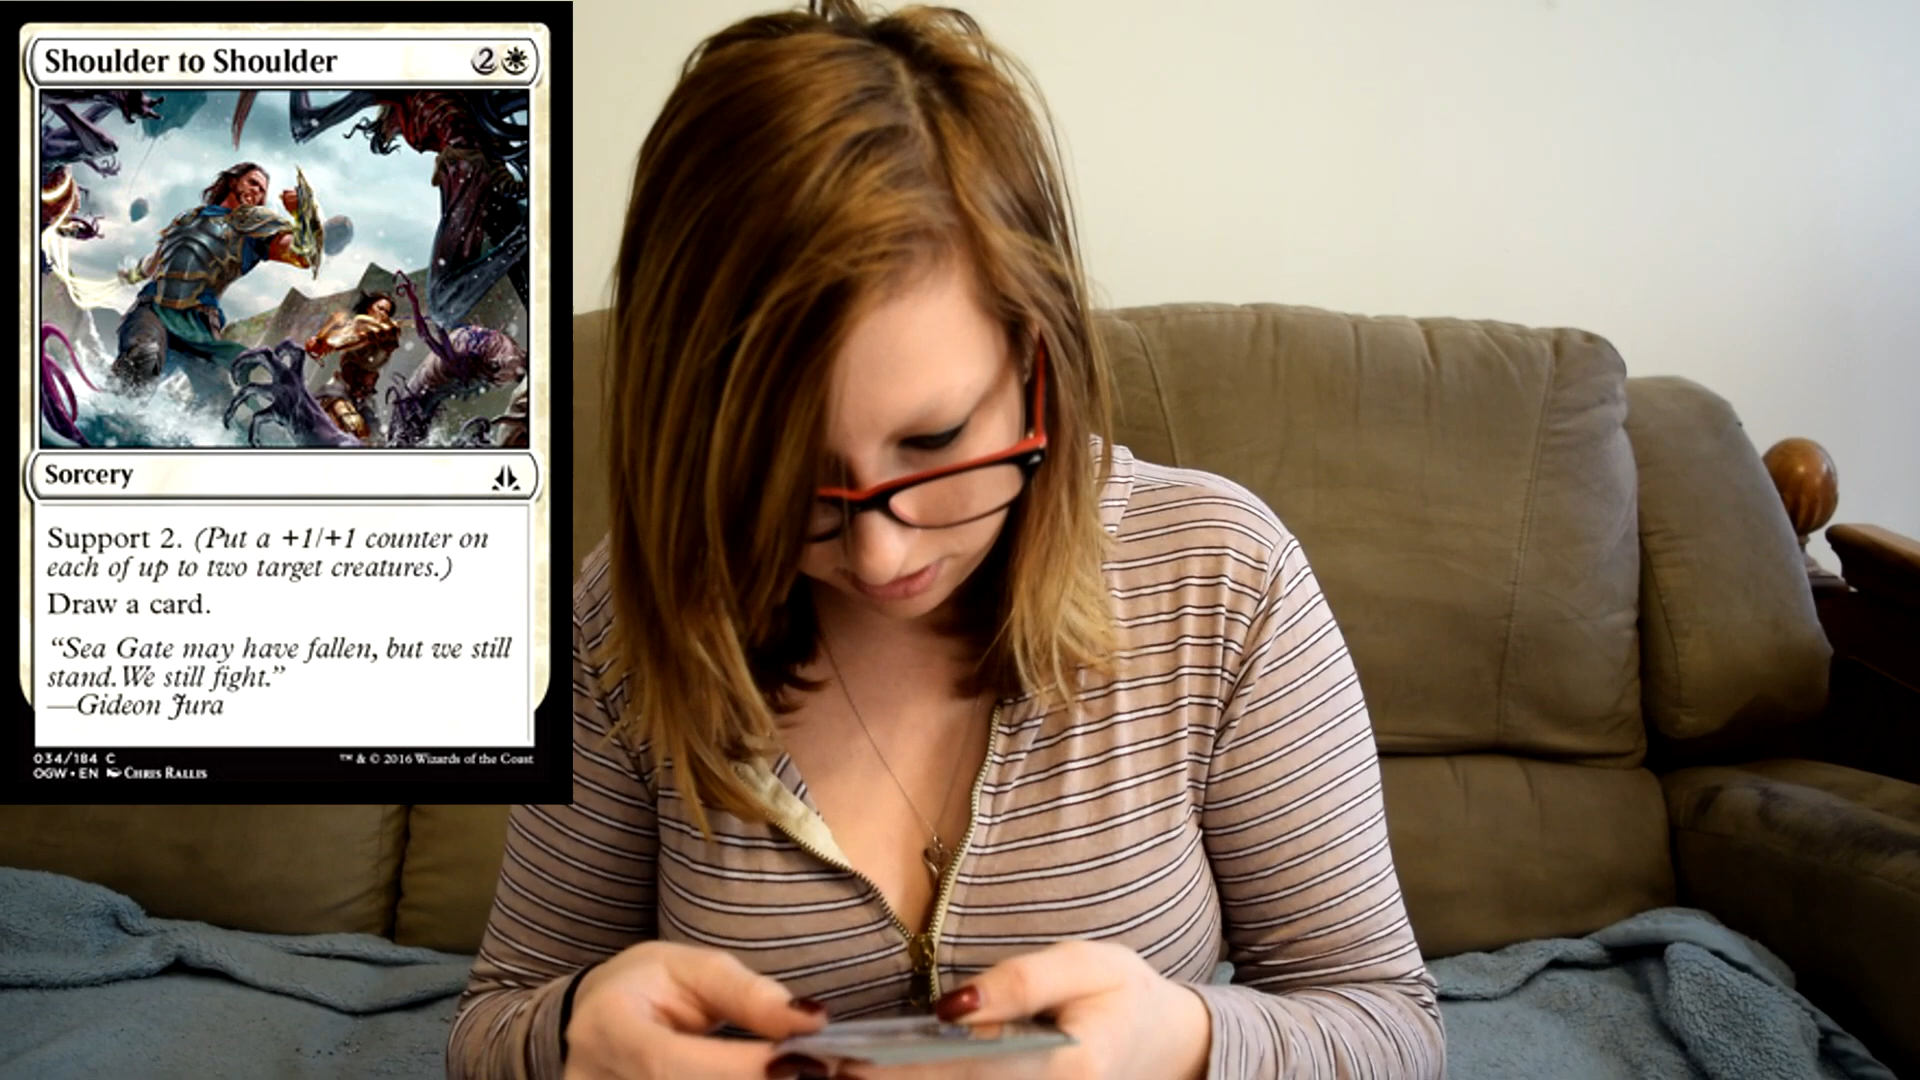 Shoulder to Shoulder 2
Sorcery
Support 2. (Put a +1/+1 counter on
each of up to two target creatures.)
Draw a card.
“Sea Gate may have fallen, but we still
stand. We still fight.”
—Gideon Jura
034/184 C
OGW • EN Chris Rallis
™ & © 2016 Wizards of the Coast